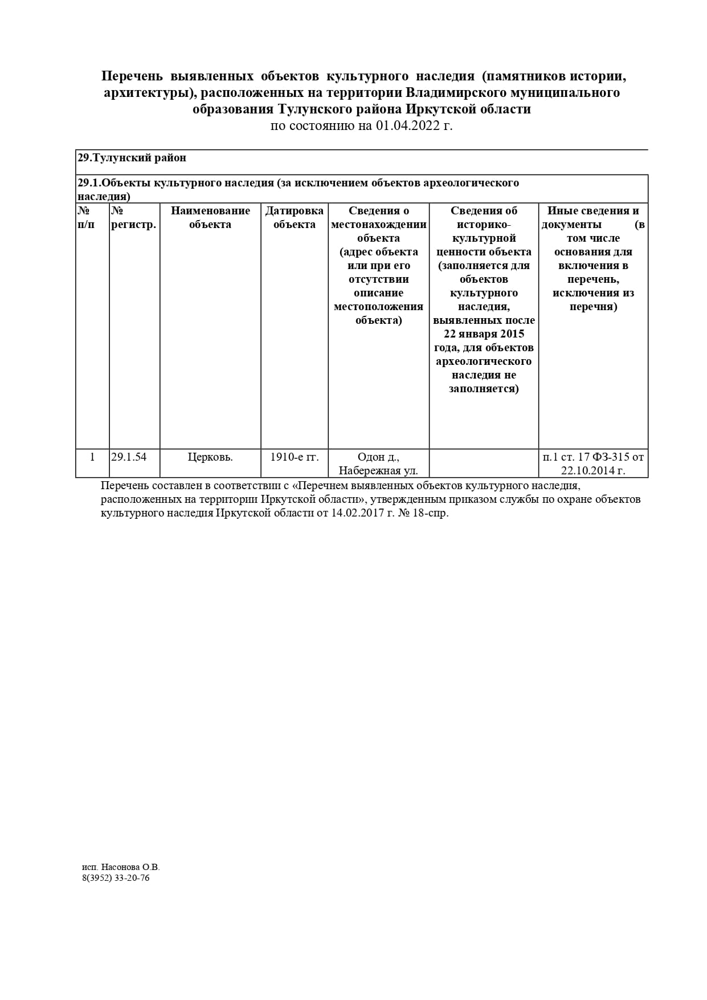 Перечень выявленных объектов культурного наследия (памятников истории,
архитектуры), расположенных на территории Владимирского муниципального
образования Тулунского района Иркутской области
по состоянию на 01.04.2022 г.
29.Тулунский район
29.1.Объекты культурного наследия (за исключением объектов археологического
наследия)
№
п/п
№
регистр.
Наименование
объекта
Датировка
объекта
Сведения о
местонахождении
объекта
(адрес объекта
или при его
отсутствии
описание
местоположения
объекта)
Сведения об
историко-
культурной
ценности объекта
(заполняется для
объектов
культурного
наследия,
выявленных после
22 января 2015
года, для объектов
археологического
наследия не
заполняется)
Иные сведения и
документы (в
том числе
основания для
включения в
перечень,
исключения из
перечня)
1
29.1.54
Церковь.
1910-е гг.
Одон д.,
Набережная ул.
п.1 ст. 17 ФЗ-315 от
22.10.2014 г.
Перечень составлен в соответствии с «Перечнем выявленных объектов культурного наследия,
расположенных на территории Иркутской области», утвержденным приказом службы по охране объектов
культурного наследия Иркутской области от 14.02.2017 г. № 18-спр.
исп. Насонова О.В.
8(3952) 33-20-76